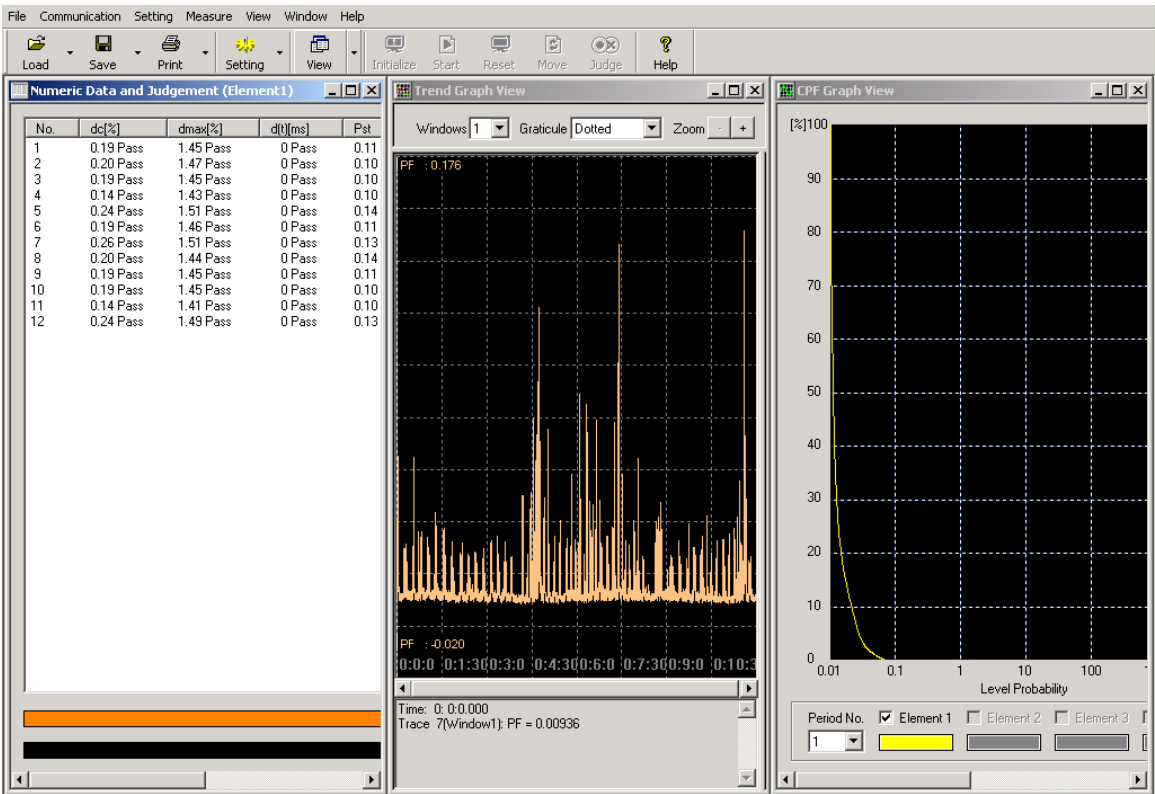 File Communication Setting Measure View Window Help
Load Save Print Setting View Initialize Start Reset Move Judge Help
Numeric Data and Judgement (Element1)
No. dc[%] dmax[%] d(t)[ms] Pst
1 0.19 Pass 1.45 Pass 0 Pass 0.11
2 0.20 Pass 1.47 Pass 0 Pass 0.10
3 0.19 Pass 1.45 Pass 0 Pass 0.10
4 0.14 Pass 1.43 Pass 0 Pass 0.10
5 0.24 Pass 1.51 Pass 0 Pass 0.14
6 0.19 Pass 1.46 Pass 0 Pass 0.11
7 0.26 Pass 1.51 Pass 0 Pass 0.13
8 0.20 Pass 1.44 Pass 0 Pass 0.14
9 0.19 Pass 1.45 Pass 0 Pass 0.11
10 0.19 Pass 1.45 Pass 0 Pass 0.10
11 0.14 Pass 1.41 Pass 0 Pass 0.10
12 0.24 Pass 1.49 Pass 0 Pass 0.13
Trend Graph View
Windows 1 Graticule Dotted Zoom - +
PF : 0.176
PF : -0.020
0:0:0 0:1:30 0:3:0 0:4:30 0:6:0 0:7:30 0:9:0 0:10:3
Time: 0: 0:0.000
Trace 7(Window1): PF = 0.00936
CPF Graph View
[%]100
90
80
70
60
50
40
30
20
10
0
0.01 0.1 1 10 100
Level Probability
Period No. Element 1 Element 2 Element 3
1